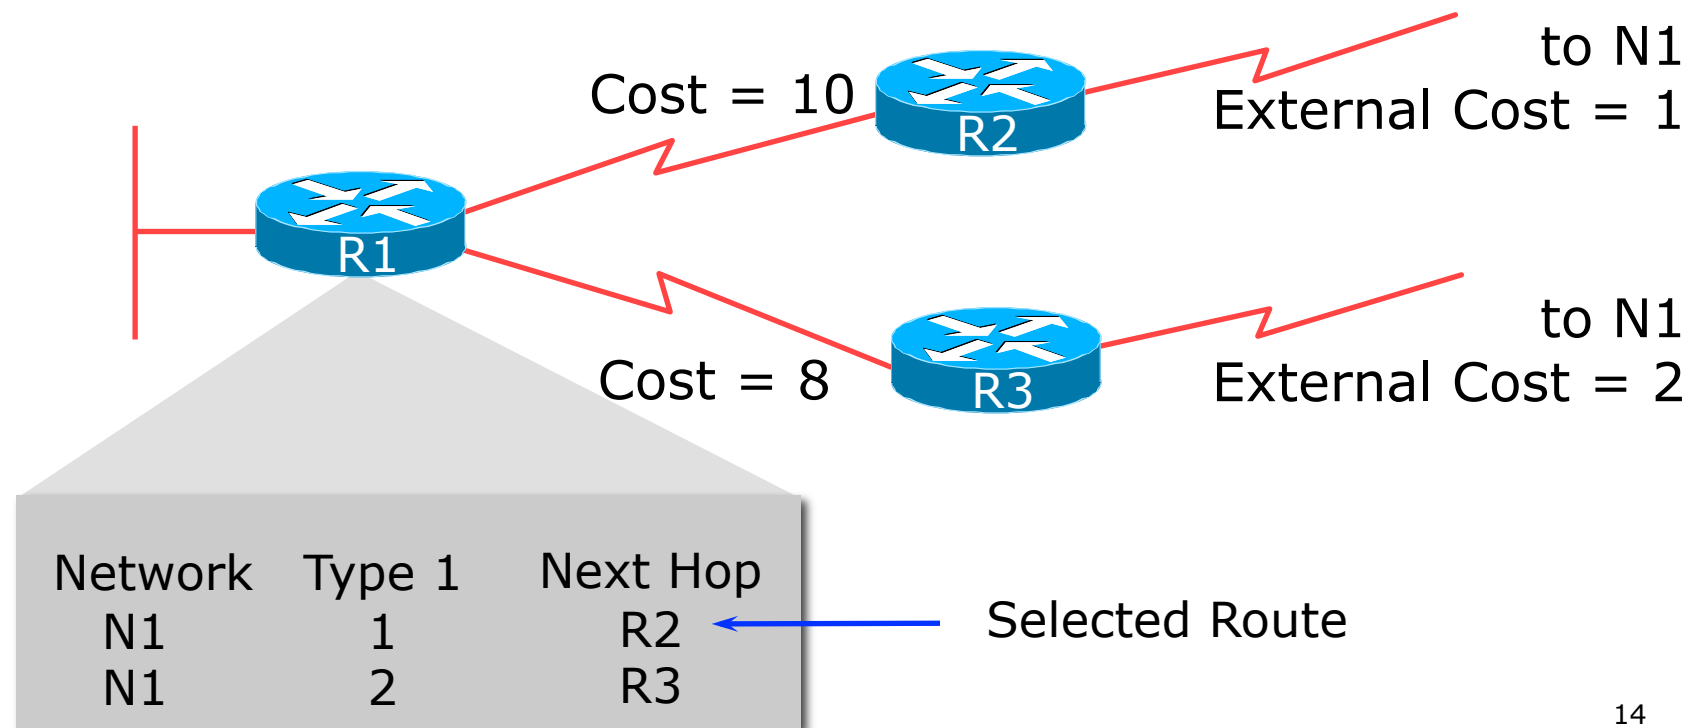 to N1
Cost = 10
External Cost = 1
R2
R1
to N1
Cost = 8
R3
External Cost = 2
Network Type 1 Next Hop
N1 1 R2
Selected Route
N1 2 R3
14